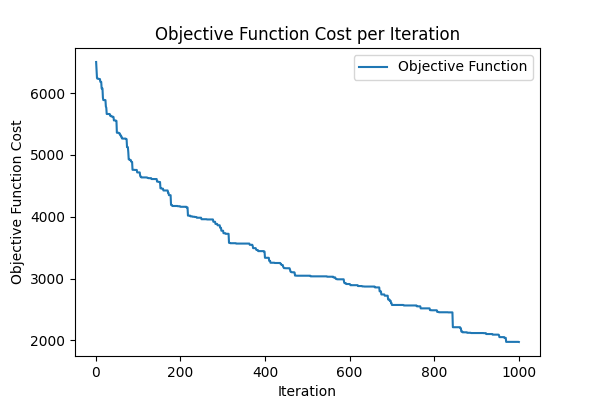 Objective Function Cost per Iteration
Objective Function
Objective Function Cost
6000
5000
4000
3000
2000
0 200 400 600 800 1000
Iteration